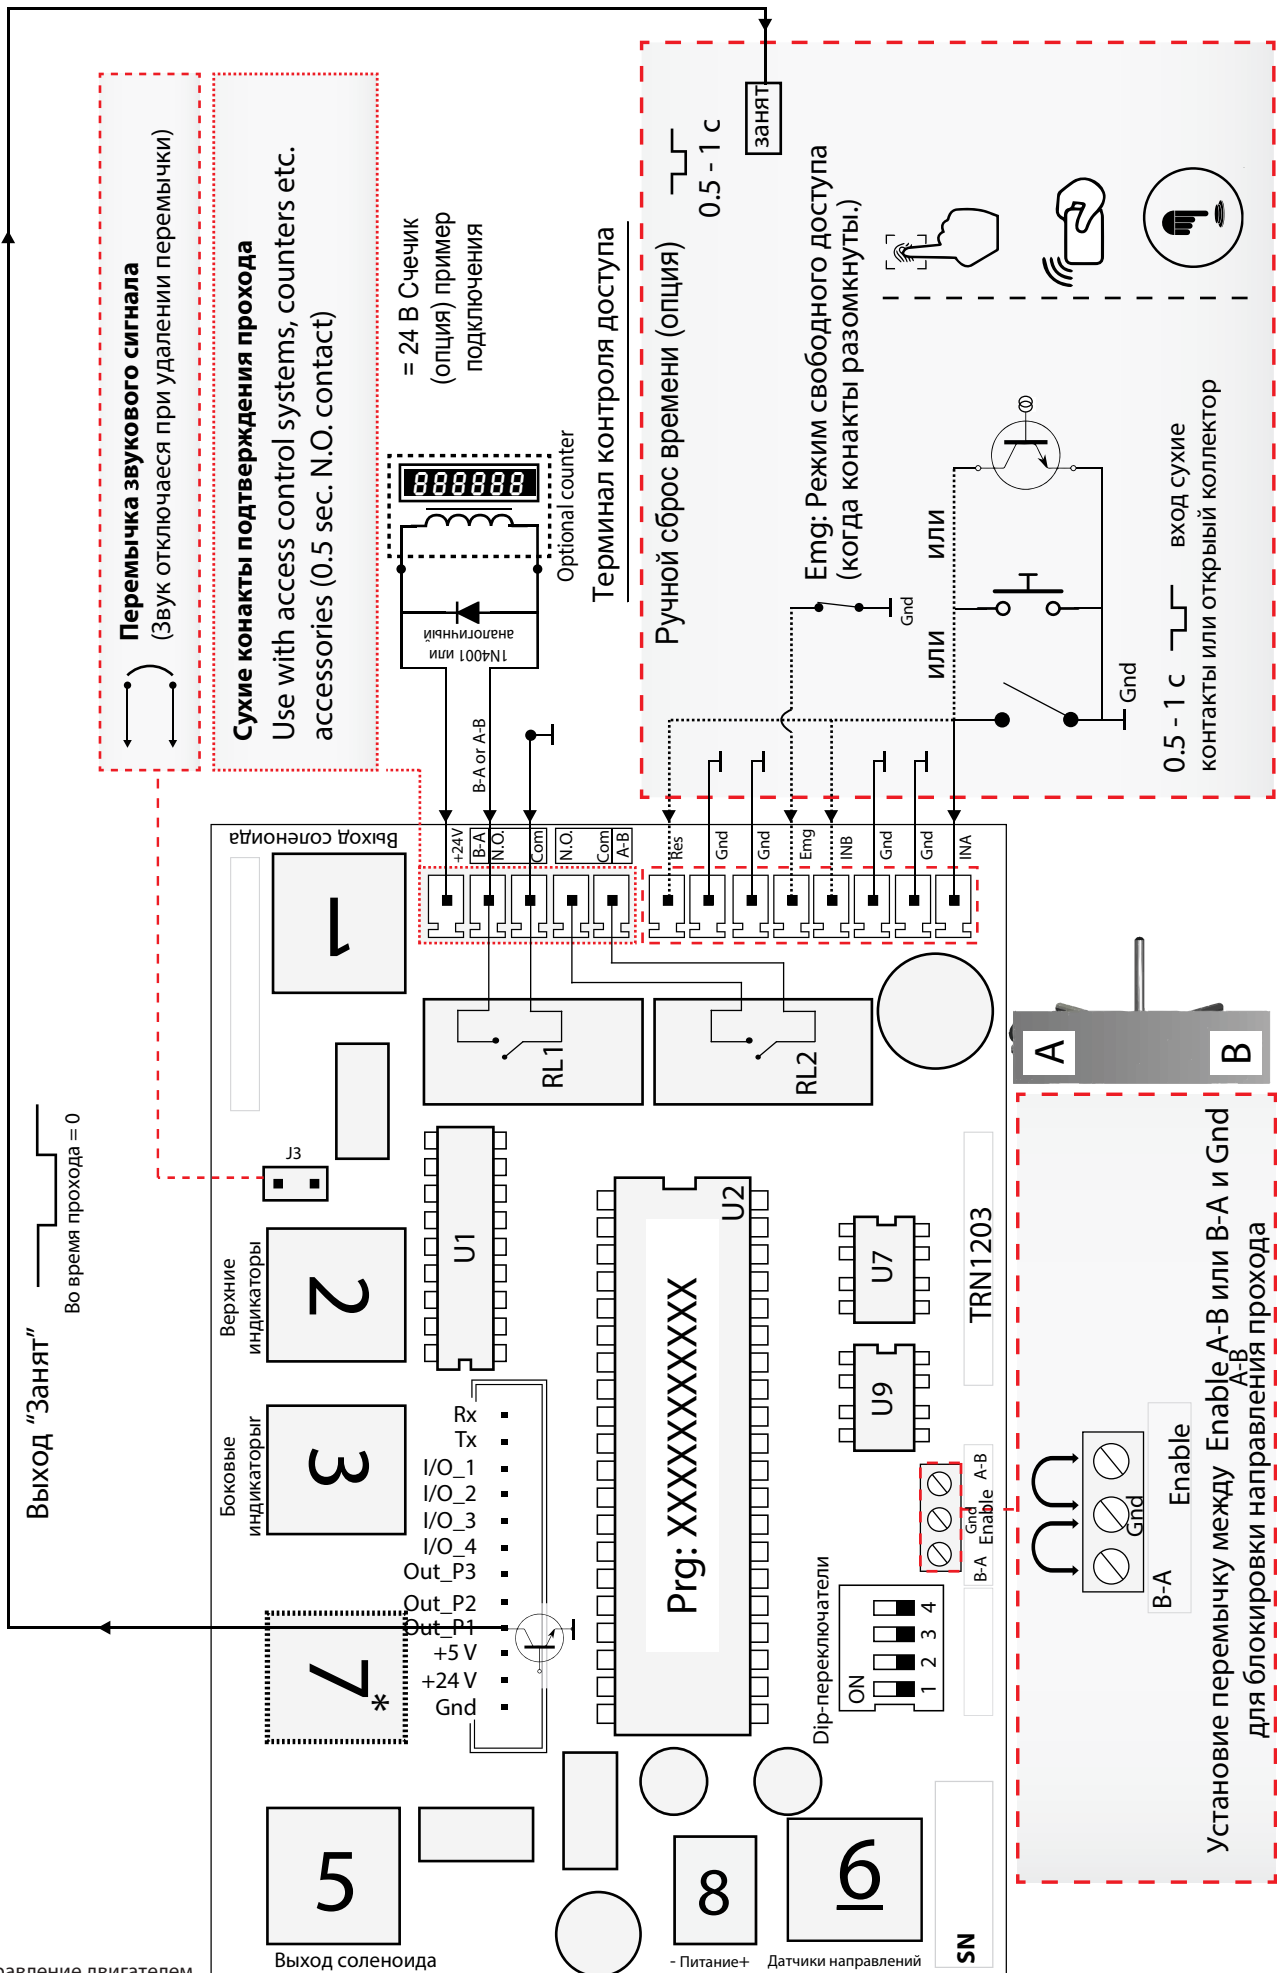 Выход "Занят"
Во время прохода = 0
Перемычка звукового сигнала
(Звук отключаеся при удалении перемычки)
Сухие конакты подтверждения прохода
Use with access control systems, counters etc.
accessories (0.5 sec. N.O. contact)
= 24 В Счечик
(опция) пример
подключения
Optional counter
888888
1N4001 или
аналогичный
B-A or A-B
Терминал контроля доступа
Ручной сброс времени (опция)
0.5 - 1 с
занят
Emg: Режим свободного доступа
(когда конакты разомкнуты.)
Gnd
или
или
Gnd
0.5 - 1 с
вход сухие
контакты или открый коллектор
Выход соленоида
1
+24V
B-A
N.O.
Com
N.O.
Com
A-B
Res
Gnd
Gnd
Emg
INB
Gnd
Gnd
INA
RL1
RL2
J3
Верхние
индикаторы
2
Боковые
индикаторыг
3
7*
5
Выход соленоида
U1
U2
Prg: XXXXXXXXXXX
U7
U9
TRN1203
Rx
Tx
I/O_1
I/O_2
I/O_3
I/O_4
Out_P3
Out_P2
Out_P1
+5 V
+24 V
Gnd
B-A
Gnd
Enable
A-B
Dip-переключатели
ON
1 2 3 4
8
- Питание+
6
Датчики направлений
SN
A
B
B-A
Gnd
Enable
A-B
Установие перемычку между Enable A-B или B-A и Gnd
для блокировки направления прохода